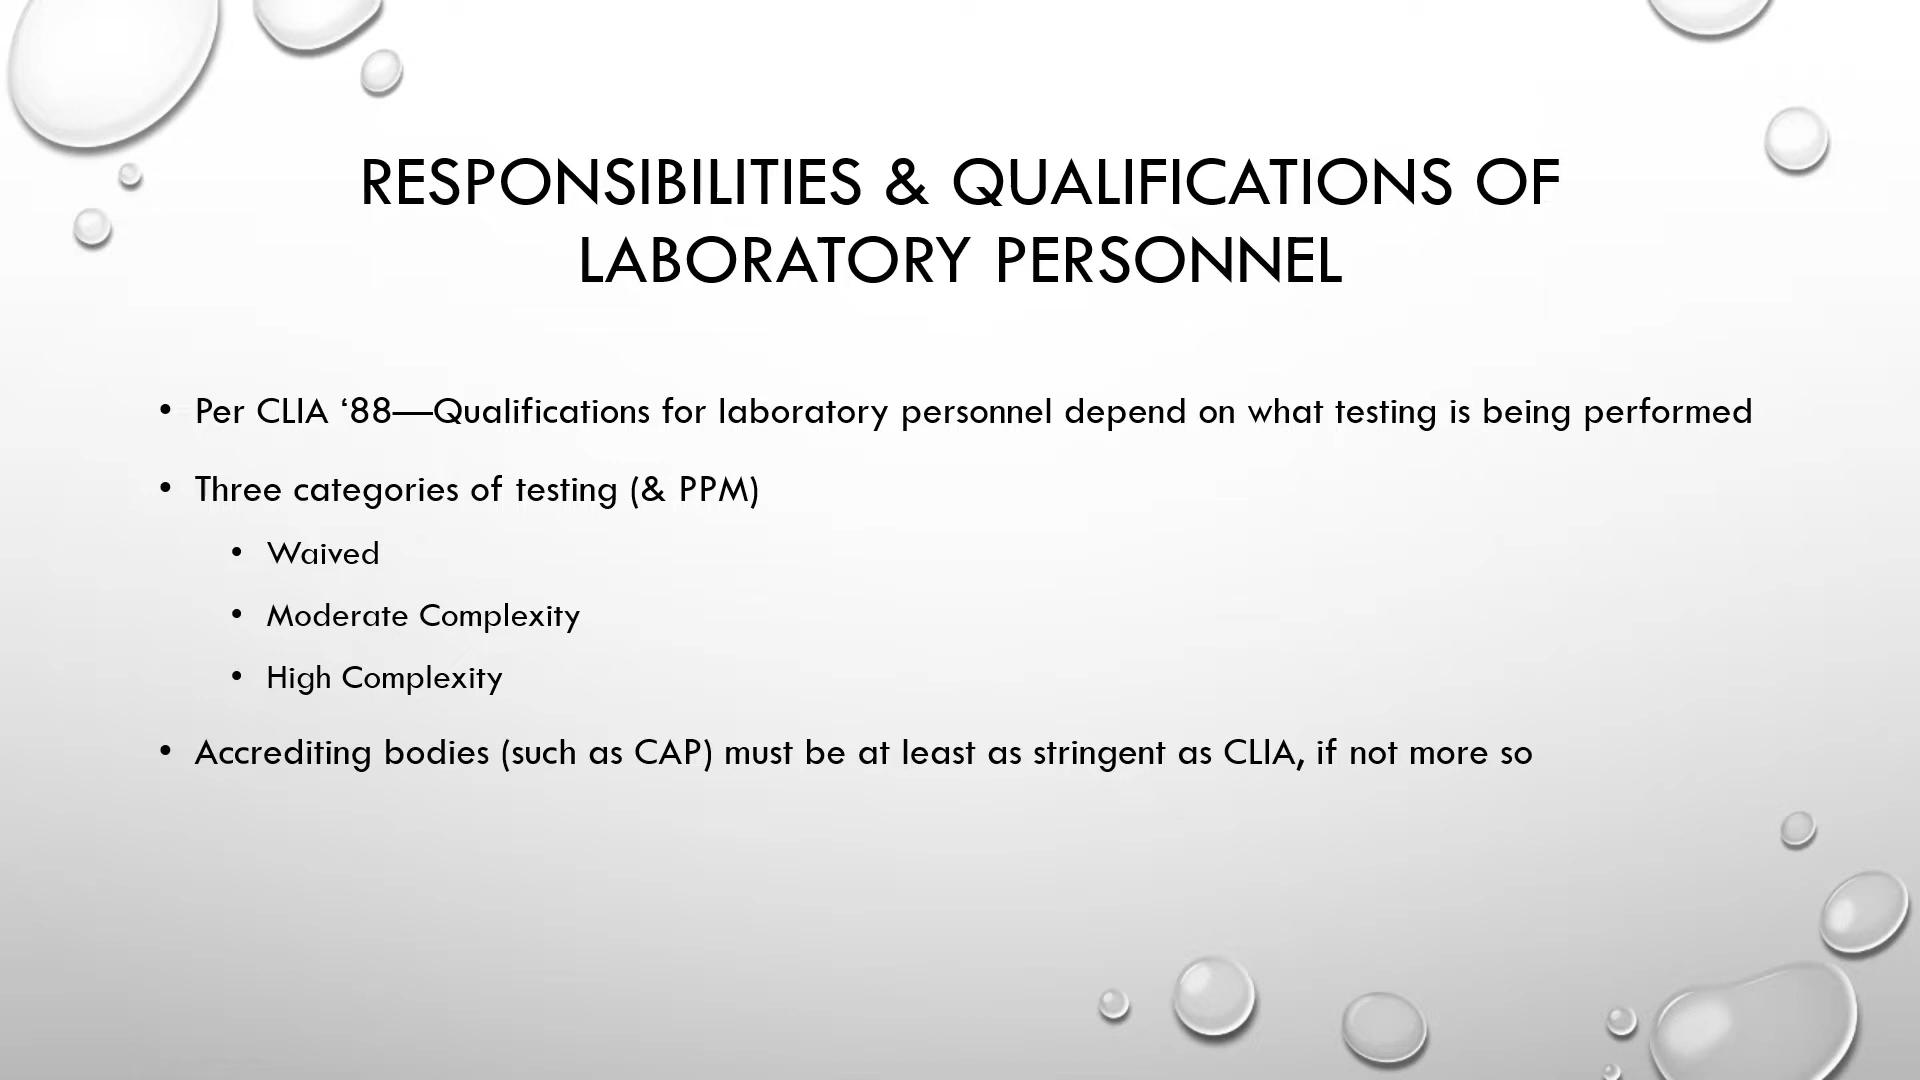 RESPONSIBILITIES & QUALIFICATIONS OF
LABORATORY PERSONNEL
• Per CLIA ‘88—Qualifications for laboratory personnel depend on what testing is being performed
• Three categories of testing (& PPM)
• Waived
• Moderate Complexity
• High Complexity
• Accrediting bodies (such as CAP) must be at least as stringent as CLIA, if not more so